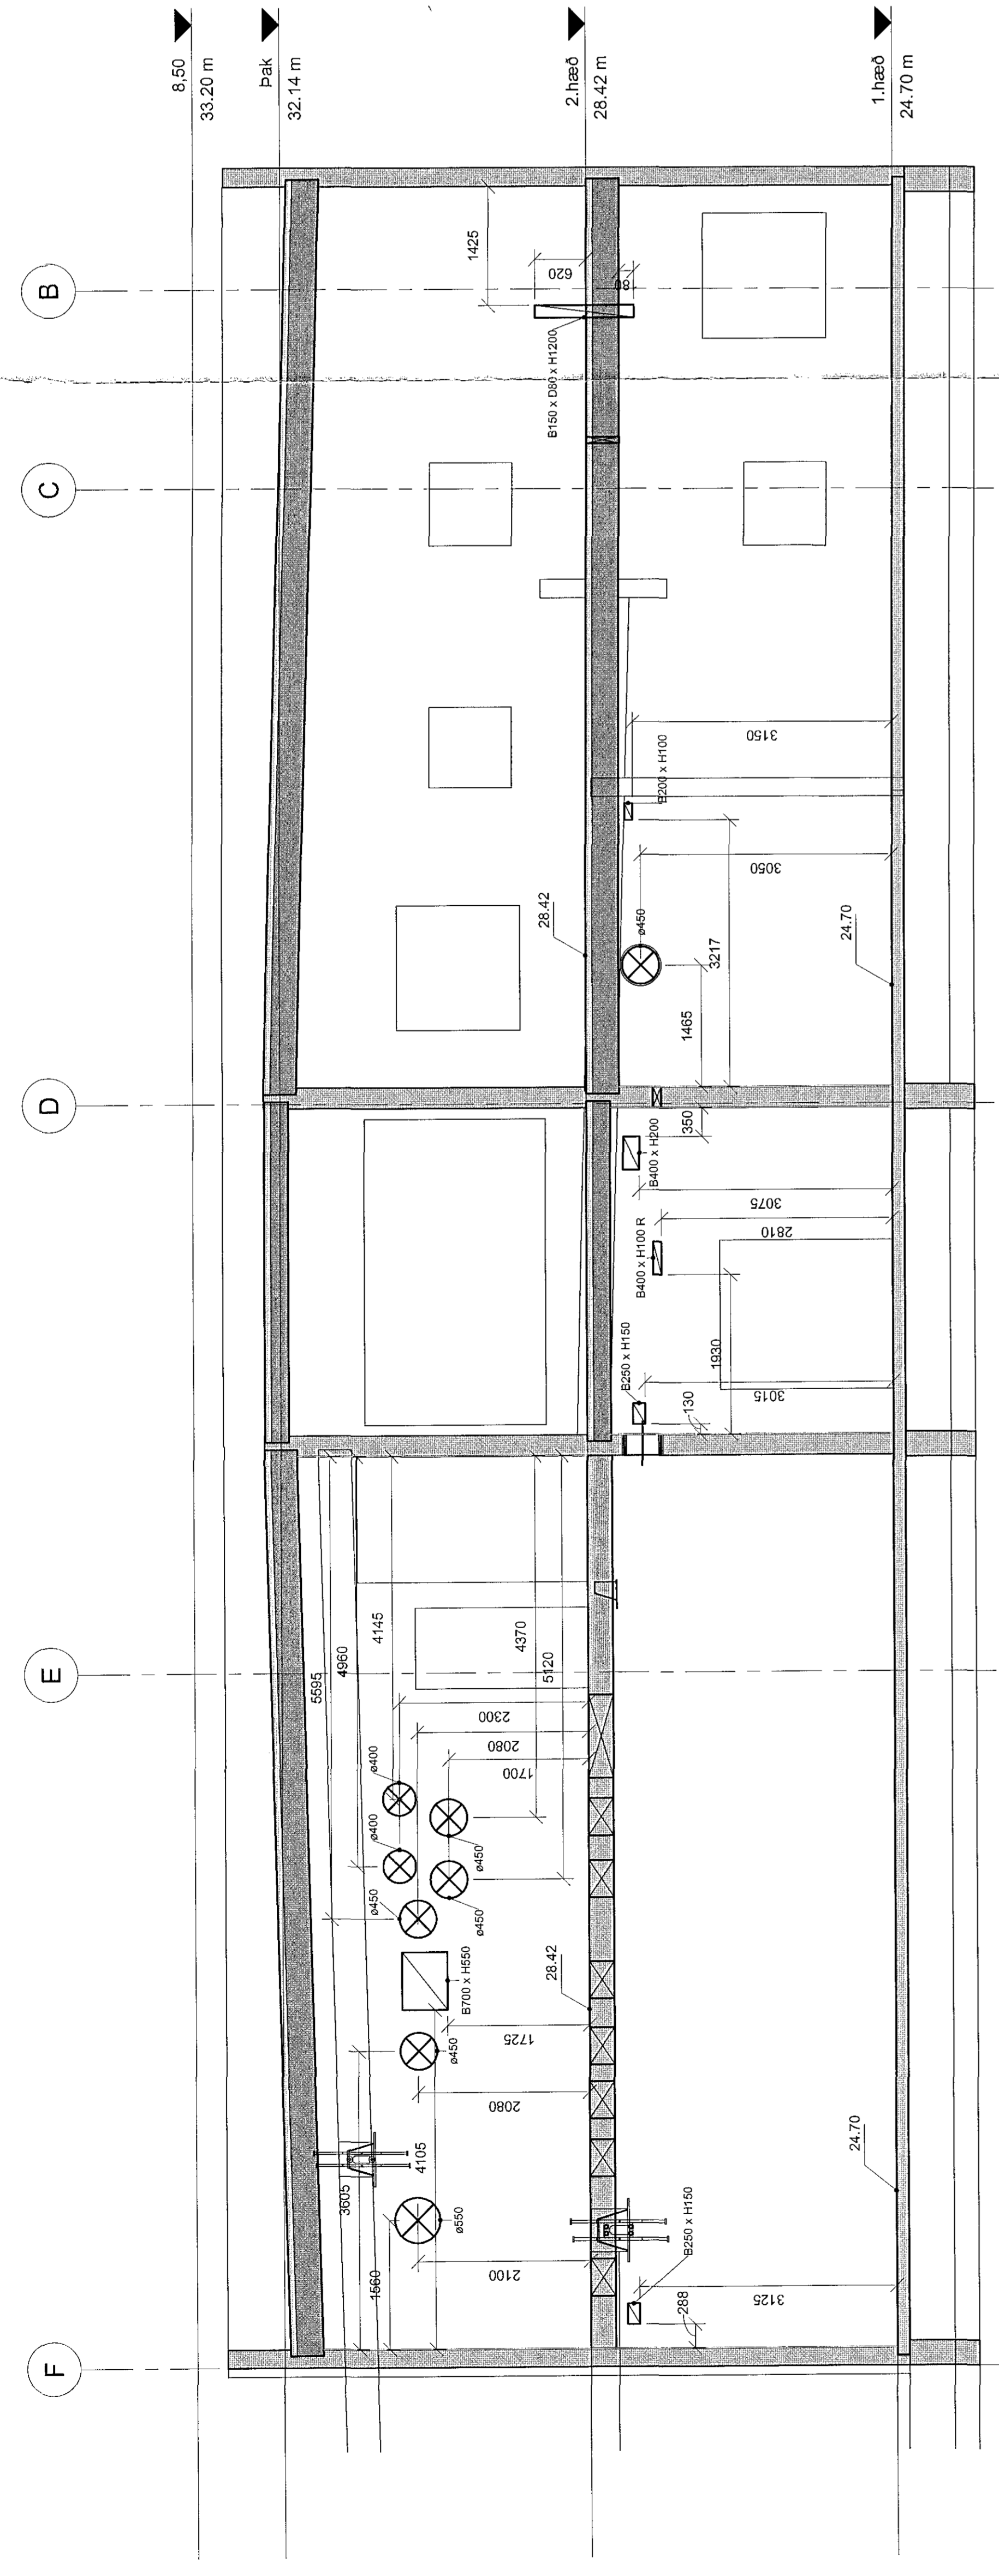 8,50
33.20 m
Þak
32.14 m
2.hæð
28.42 m
1.hæð
24.70 m
B
C
D
E
F
1425
620
180
B150 x D80 x H1200
3150
B200 x H100
3050
ø450
3217
1465
28.42
24.70
350
B400 x H200
3075
2810
B400 x H100 R
B250 x H150
1930
130
3015
4145
4960
5595
4370
5120
2300
2080
1700
ø400
ø400
ø450
ø450
ø450
B700 x H550
28.42
1725
ø450
2080
4105
3605
ø550
1560
2100
24.70
B250 x H150
288
3125